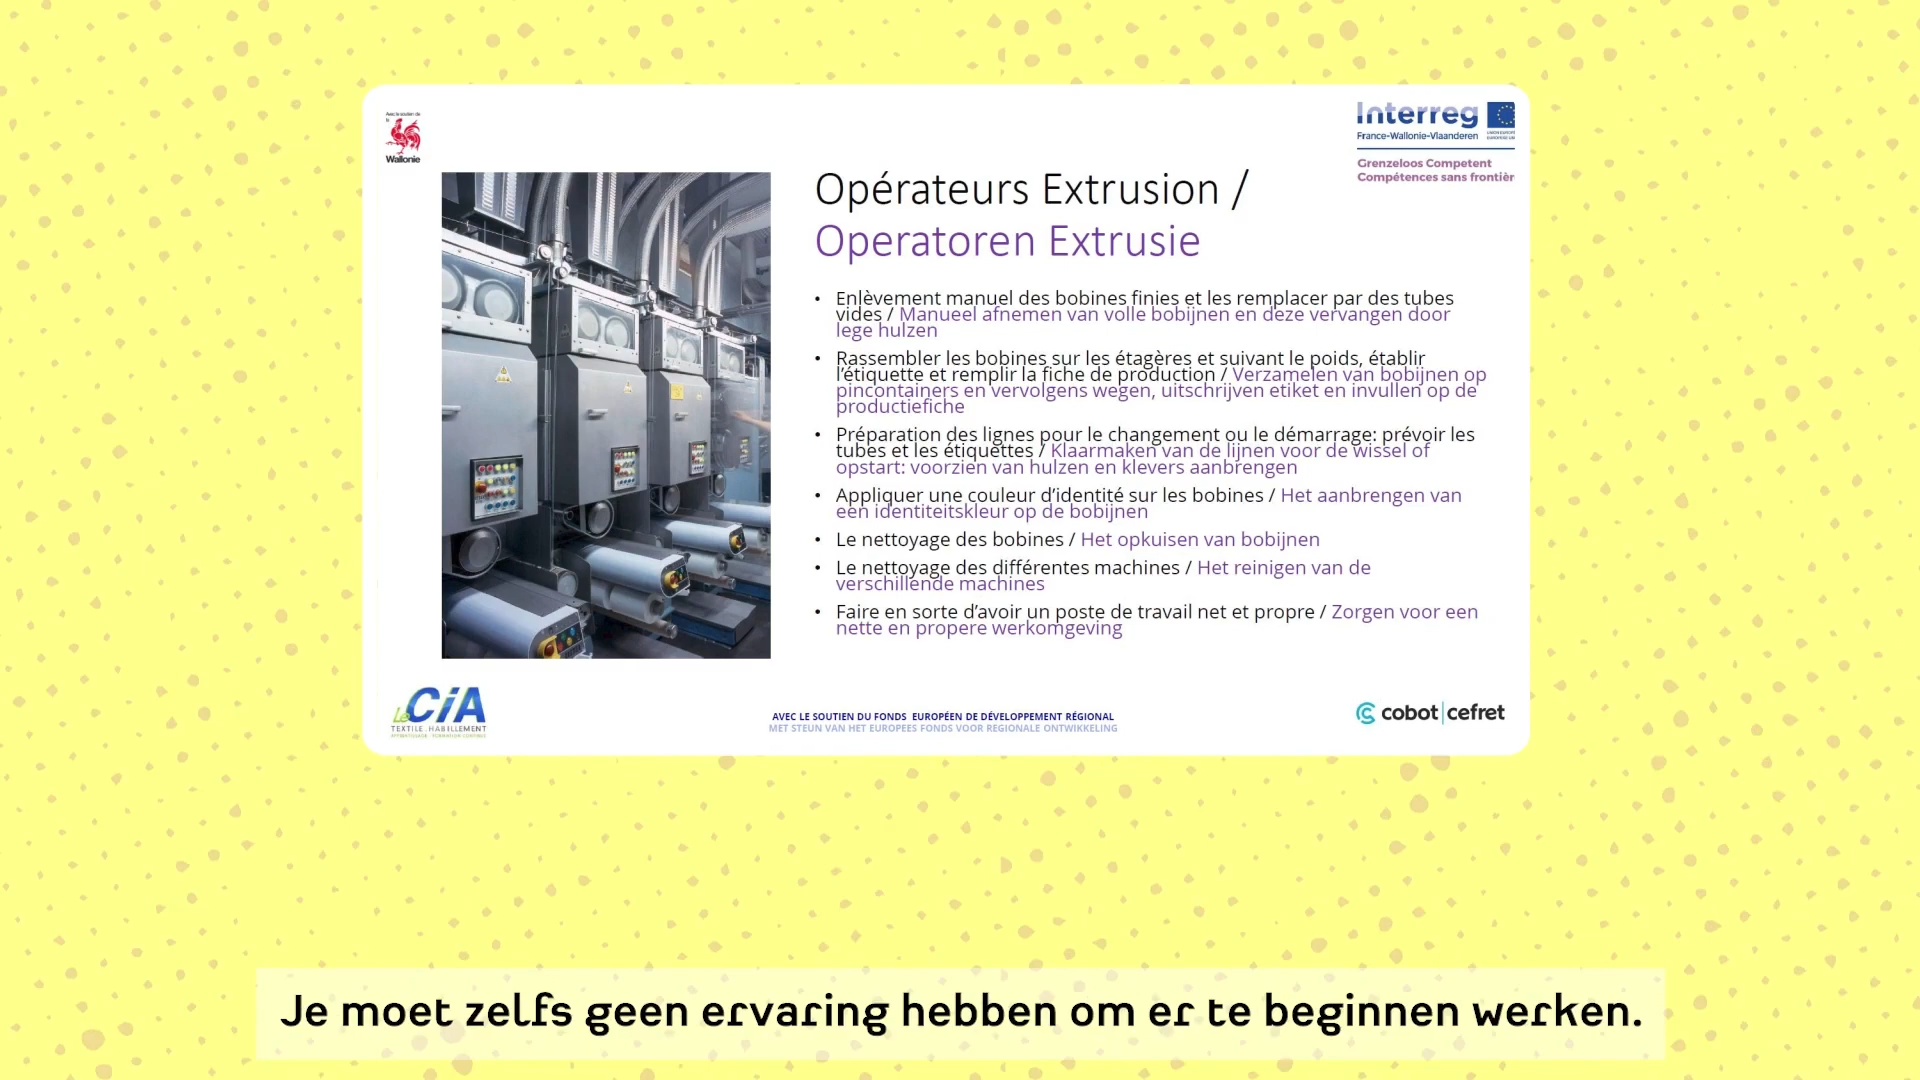 Avec le soutien de
la
Wallonie
Interreg
France-Wallonie-Vlaanderen
Grenzeloos Competent
Compétences sans frontièr
Opérateurs Extrusion /
Operatoren Extrusie
• Enlèvement manuel des bobines finies et les remplacer par des tubes
vides / Manueel afnemen van volle bobijnen en deze vervangen door
lege hulzen
• Rassembler les bobines sur les étagères et suivant le poids, établir
l'étiquette et remplir la fiche de production / Verzamelen van bobijnen op
pincontainers en vervolgens wegen, uitschrijven etiket en invullen op de
productiefiche
• Préparation des lignes pour le changement ou le démarrage: prévoir les
tubes et les étiquettes / Klaarmaken van de lijnen voor de wissel of
opstart: voorzien van hulzen en klevers aanbrengen
• Appliquer une couleur d'identité sur les bobines / Het aanbrengen van
een identiteitskleur op de bobijnen
• Le nettoyage des bobines / Het opkuisen van bobijnen
• Le nettoyage des différentes machines / Het reinigen van de
verschillende machines
• Faire en sorte d'avoir un poste de travail net et propre / Zorgen voor een
nette en propere werkomgeving
Le CiA
TEXTILE . HABILLEMENT
AVEC LE SOUTIEN DU FONDS EUROPÉEN DE DÉVELOPPEMENT RÉGIONAL
MET STEUN VAN HET EUROPEES FONDS VOOR REGIONALE ONTWIKKELING
cobot|cefret
Je moet zelfs geen ervaring hebben om er te beginnen werken.